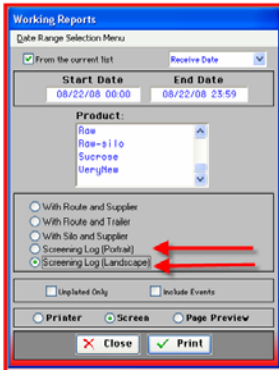 Working Reports
Date Range Selection Menu
From the current list
Receive Date
Start Date End Date
08/22/08 00:00 08/22/08 23:59
Product:
Raw
Raw-silo
Sucrose
VeryNew
With Route and Supplier
With Route and Trailer
With Silo and Supplier
Screening Log (Portrait)
Screening Log (Landscape)
Unplated Only Include Events
Printer Screen Page Preview
Close Print